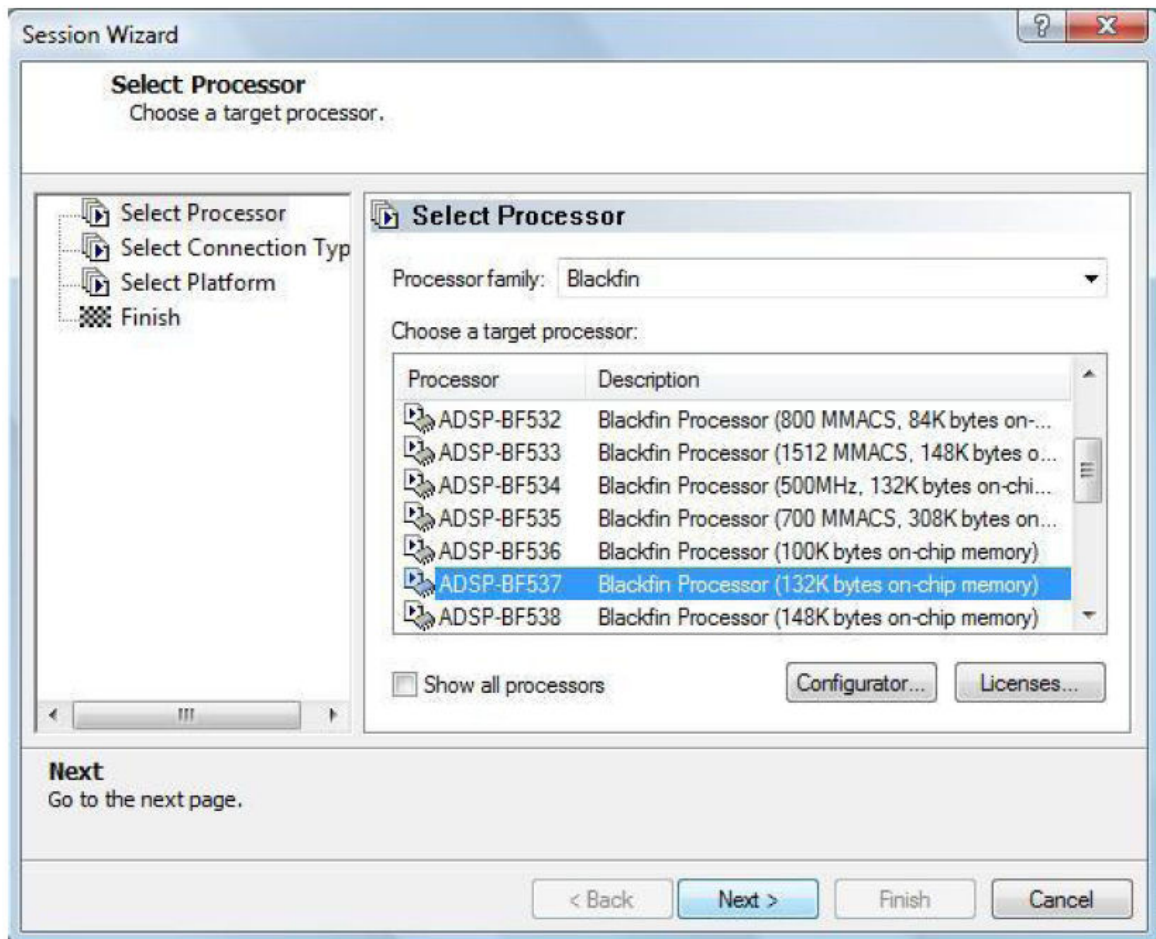 Session Wizard
Select Processor
Choose a target processor.
Select Processor
Select Connection Typ
Select Platform
Finish
Select Processor
Processor family: Blackfin
Choose a target processor:
Processor Description
ADSP-BF532 Blackfin Processor (800 MMACS, 84K bytes on-...
ADSP-BF533 Blackfin Processor (1512 MMACS, 148K bytes o...
ADSP-BF534 Blackfin Processor (500MHz, 132K bytes on-chi...
ADSP-BF535 Blackfin Processor (700 MMACS, 308K bytes on...
ADSP-BF536 Blackfin Processor (100K bytes on-chip memory)
ADSP-BF537 Blackfin Processor (132K bytes on-chip memory)
ADSP-BF538 Blackfin Processor (148K bytes on-chip memory)
Show all processors
Configurator... Licenses...
Next
Go to the next page.
< Back Next > Finish Cancel